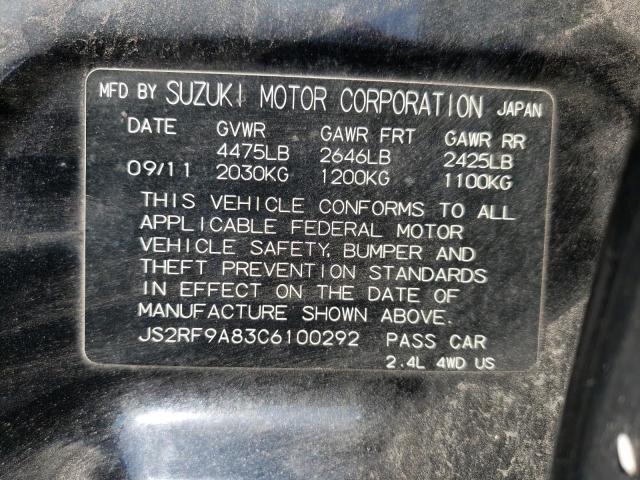 MFD BY SUZUKI MOTOR CORPORATION JAPAN
DATE GVWR GAWR FRT GAWR RR
4475LB 2646LB 2425LB
09/11 2030KG 1200KG 1100KG
THIS VEHICLE CONFORMS TO ALL
APPLICABLE FEDERAL MOTOR
VEHICLE SAFETY, BUMPER AND
THEFT PREVENTION STANDARDS
IN EFFECT ON THE DATE OF
MANUFACTURE SHOWN ABOVE.
JS2RF9A83C6100292 PASS CAR
2.4L 4WD US